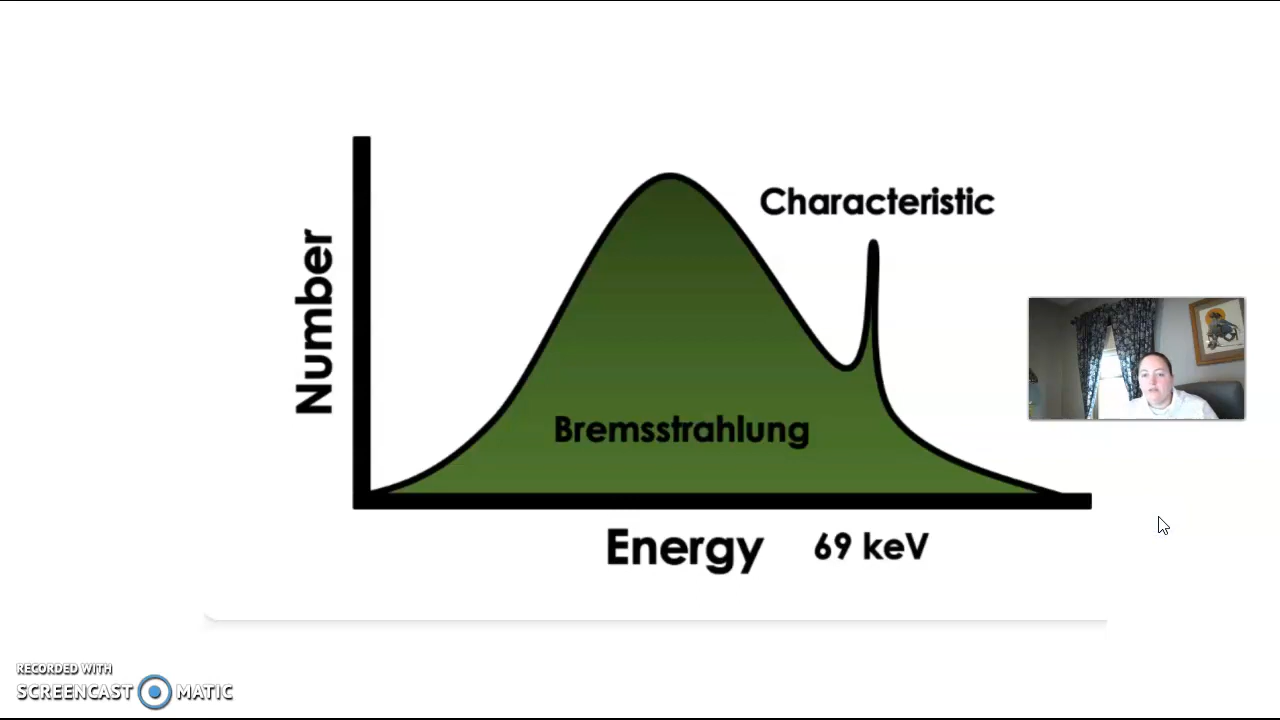 Characteristic
Number
Bremsstrahlung
Energy
69 keV
RECORDED WITH
SCREENCAST MATIC